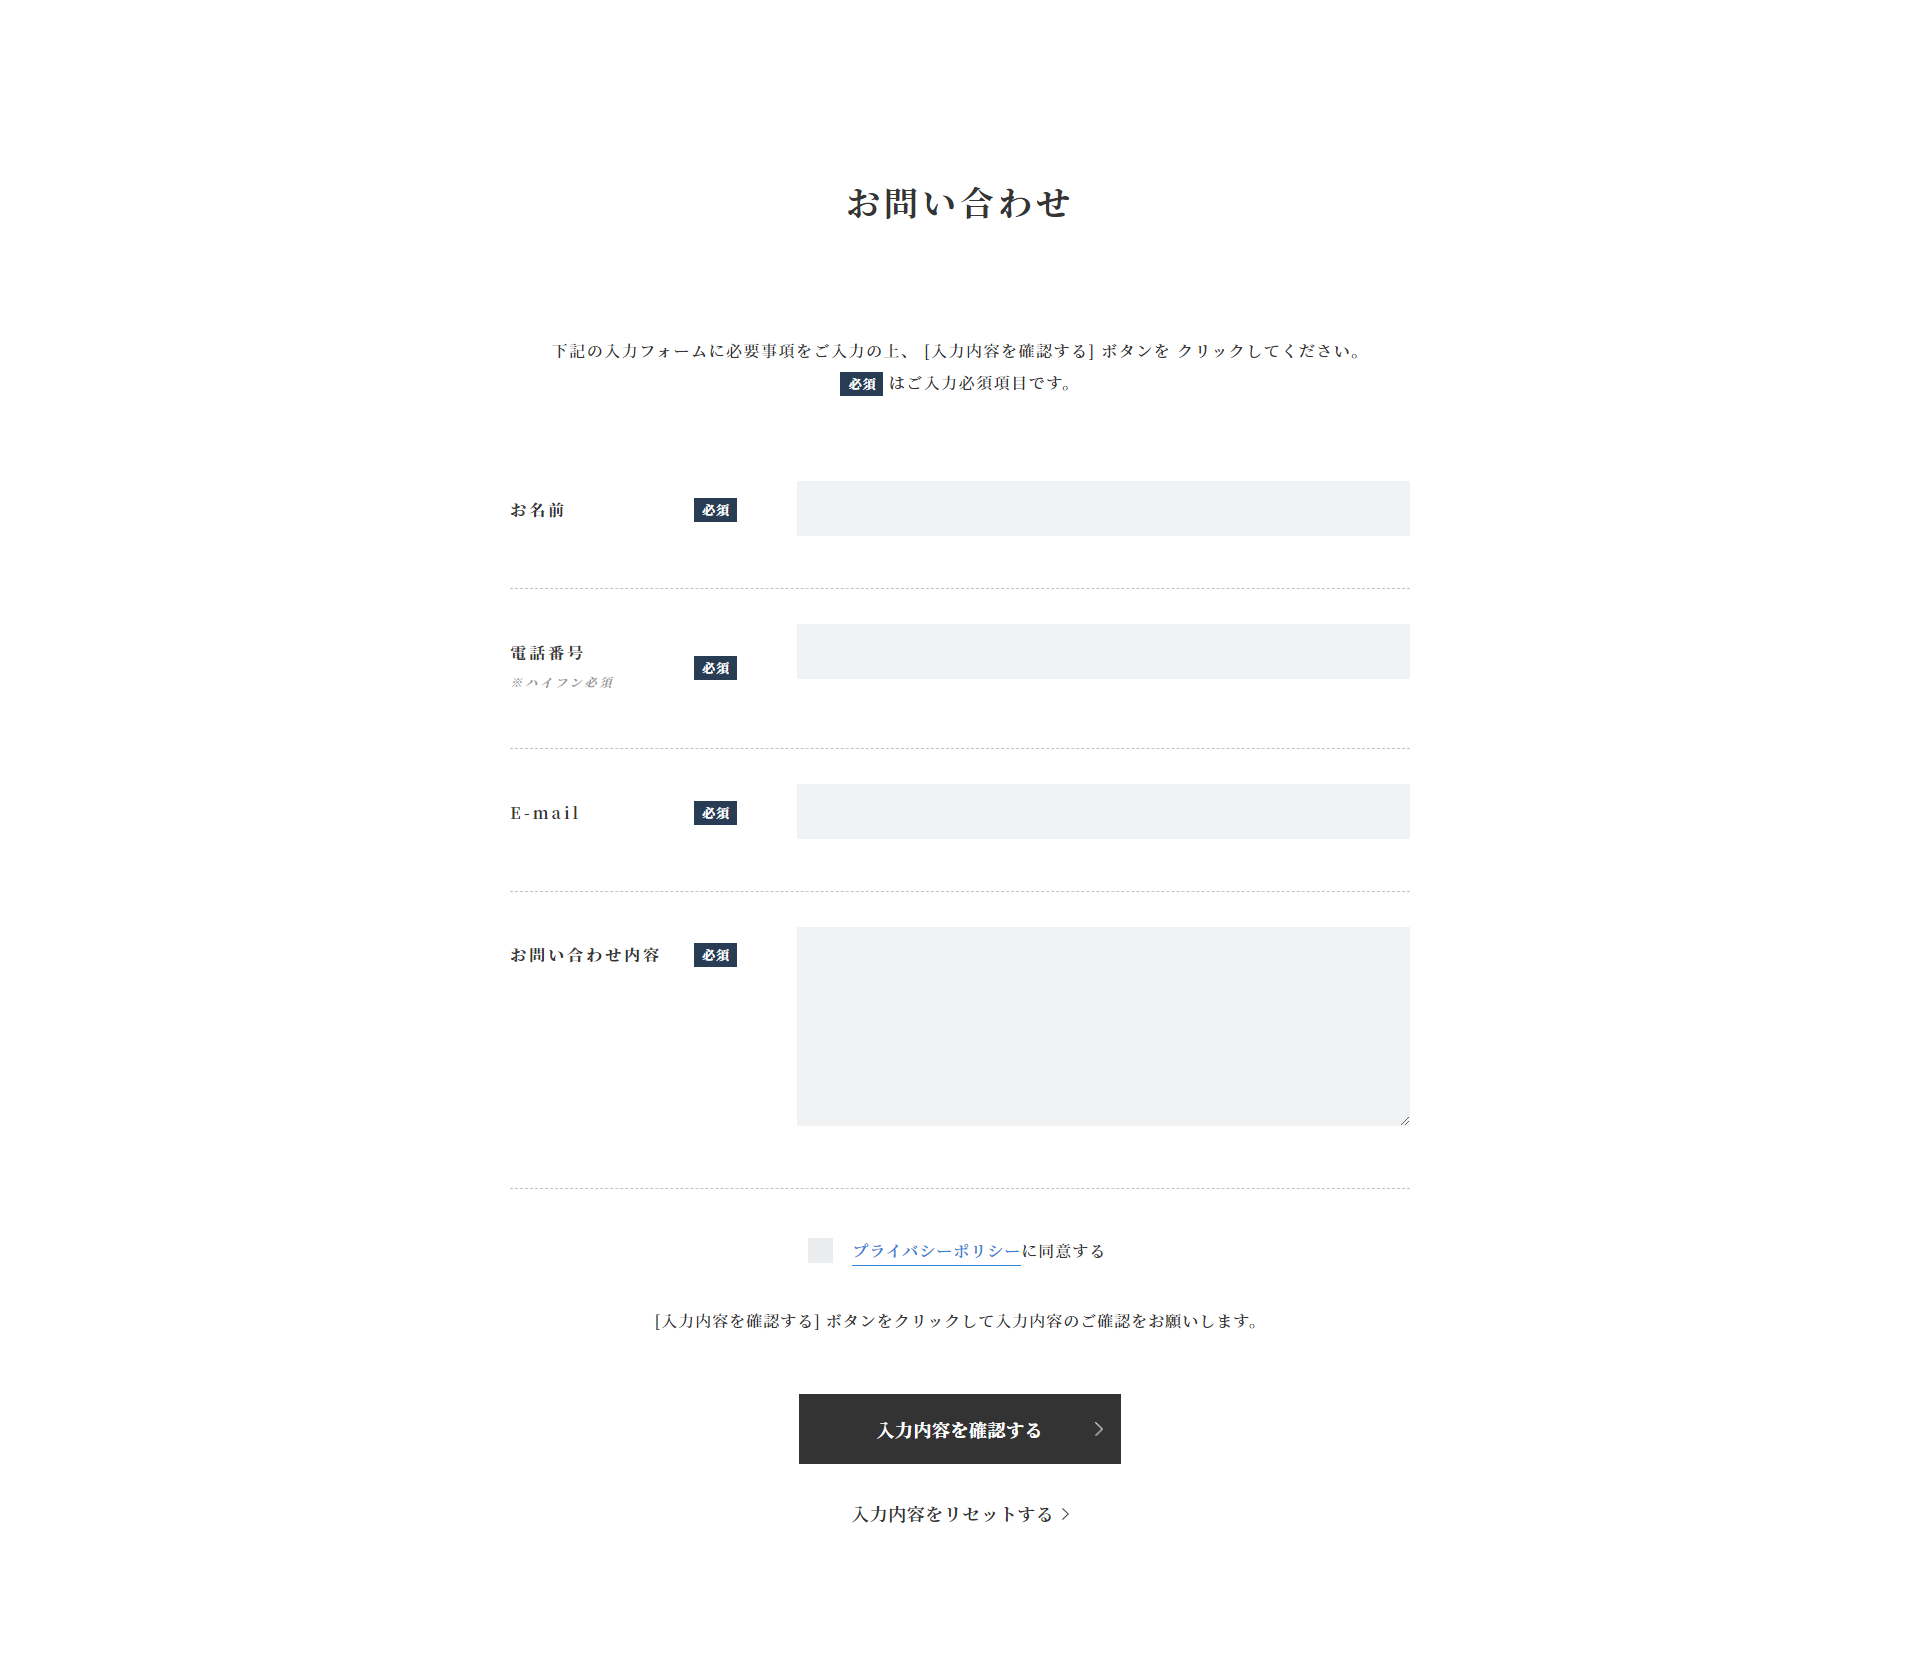 お問い合わせ
下記の入力フォームに必要事項をご入力の上、 [入力内容を確認する] ボタンを クリックしてください。
必須 はご入力必須項目です。
お名前 必須
電話番号 必須
※ハイフン必須
E-mail 必須
お問い合わせ内容 必須
プライバシーポリシーに同意する
[入力内容を確認する] ボタンをクリックして入力内容のご確認をお願いします。
入力内容を確認する
入力内容をリセットする